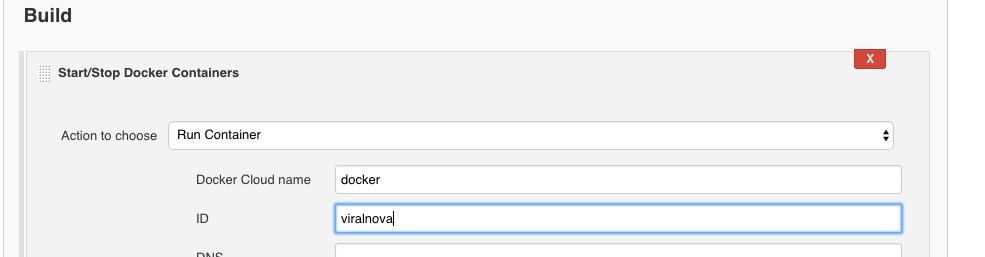 Build
Start/Stop Docker Containers
X
Action to choose Run Container
Docker Cloud name docker
ID viralnova
DNS